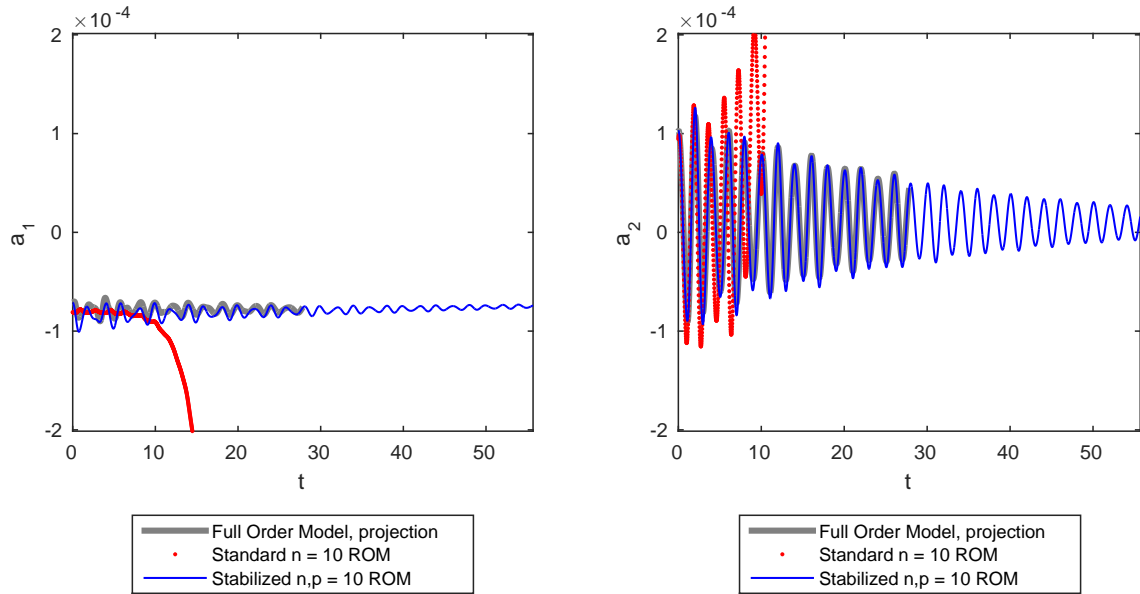 ×10 -4
2
1
0
-1
-2
a1
0 10 20 30 40 50
t
Full Order Model, projection
Standard n = 10 ROM
Stabilized n,p = 10 ROM
×10 -4
2
1
0
-1
-2
a2
0 10 20 30 40 50
t
Full Order Model, projection
Standard n = 10 ROM
Stabilized n,p = 10 ROM